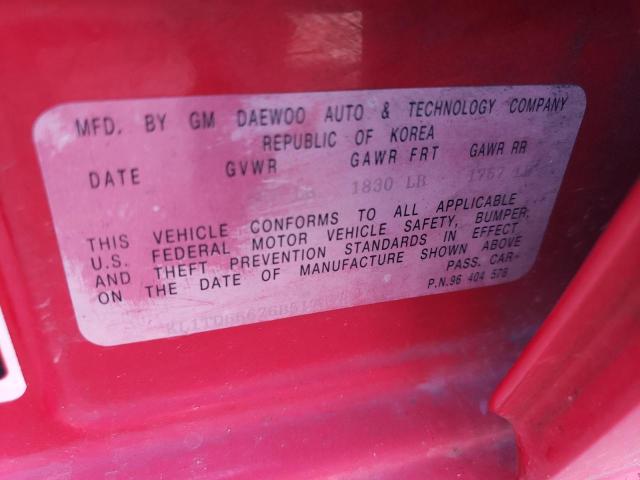 MFD. BY GM DAEWOO AUTO & TECHNOLOGY COMPANY
REPUBLIC OF KOREA
DATE GVWR GAWR FRT GAWR RR
1830 LB
THIS VEHICLE CONFORMS TO ALL APPLICABLE
U.S. FEDERAL MOTOR VEHICLE SAFETY, BUMPER,
AND THEFT PREVENTION STANDARDS IN EFFECT
ON THE DATE OF MANUFACTURE SHOWN ABOVE
PASS. CAR
P.N.96 404 578